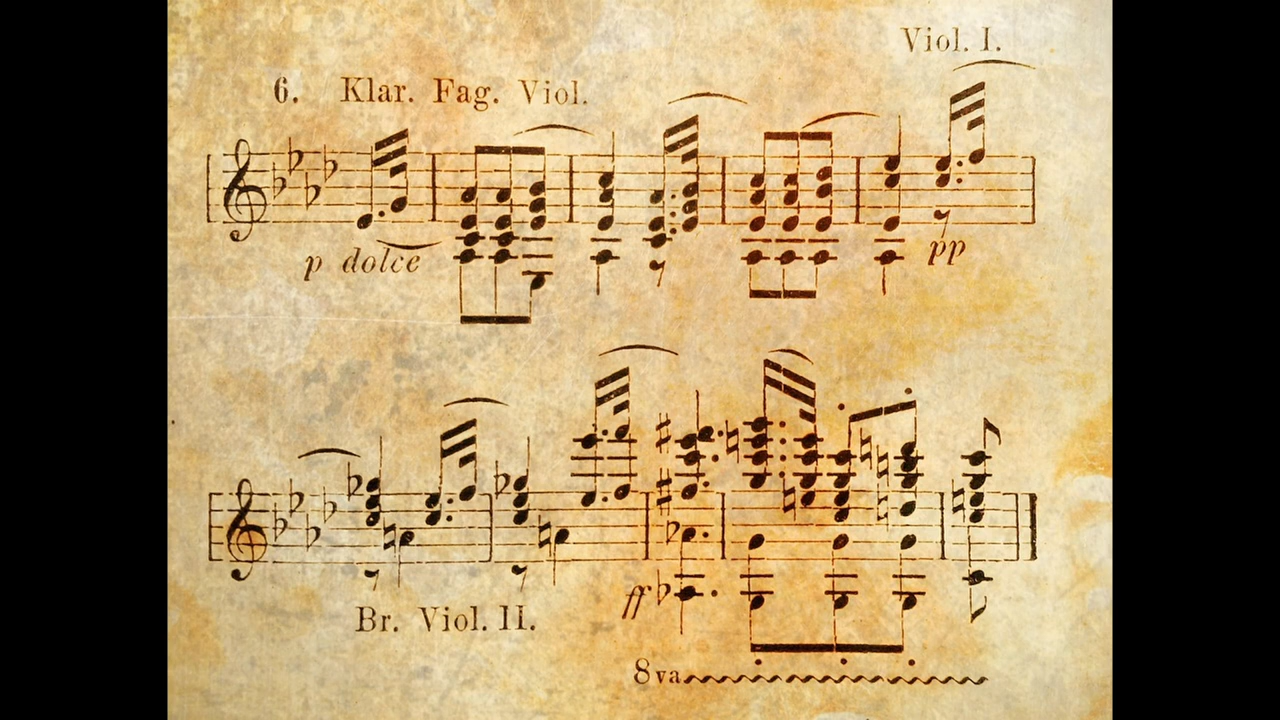 Viol. I.
6. Klar. Fag. Viol.
p dolce
pp
ff
Br. Viol. II.
8va